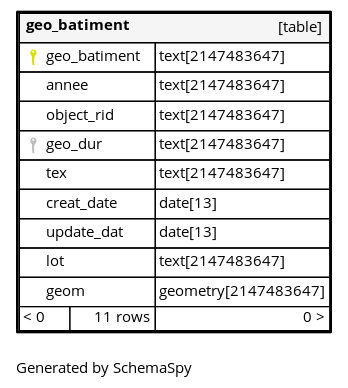 geo_batiment [table]
geo_batiment text[2147483647]
annee text[2147483647]
object_rid text[2147483647]
geo_dur text[2147483647]
tex text[2147483647]
creat_date date[13]
update_dat date[13]
lot text[2147483647]
geom geometry[2147483647]
< 0 11 rows 0 >
Generated by SchemaSpy